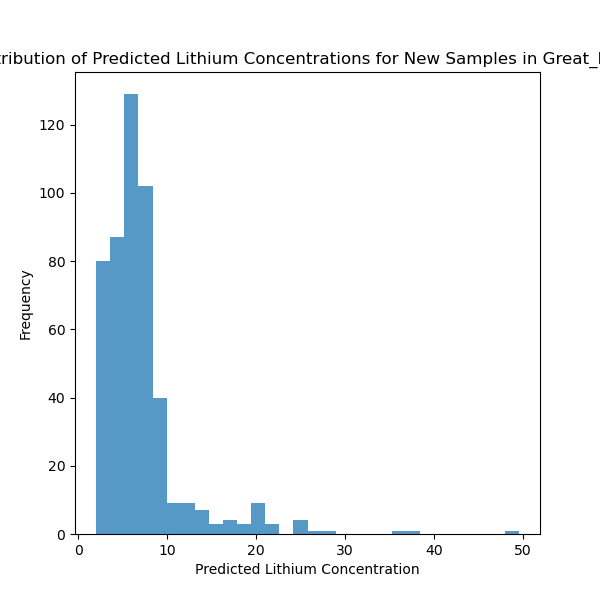 tribution of Predicted Lithium Concentrations for New Samples in Great_
120
100
80
60
40
20
0
Frequency
0 10 20 30 40 50
Predicted Lithium Concentration